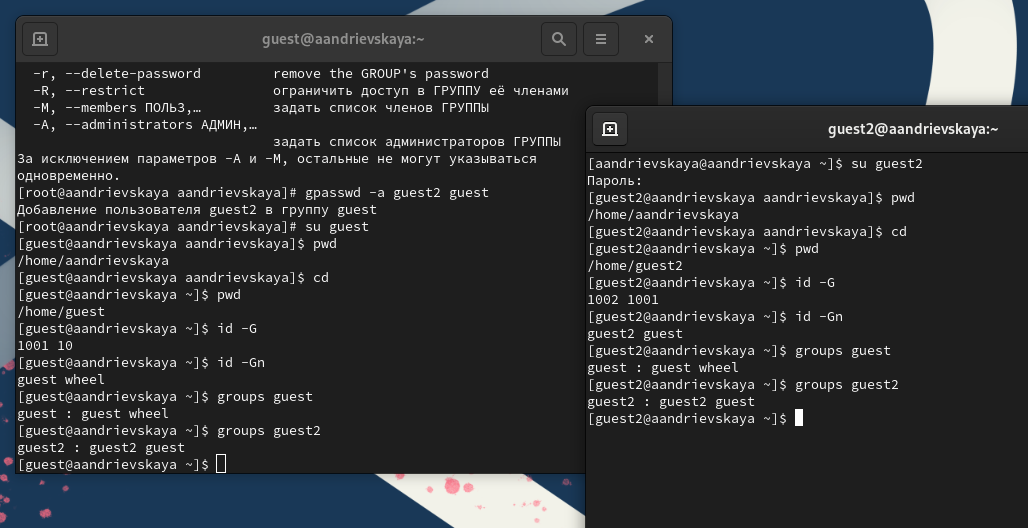 guest@aandrievskaya:~
-r, --delete-password remove the GROUP's password
-R, --restrict ограничить доступ в ГРУППУ её членами
-M, --members ПОЛЬЗ,… задать список членов ГРУППЫ
-A, --administrators АДМИН,…
задать список администраторов ГРУППЫ
За исключением параметров -A и -M, остальные не могут указываться
одновременно.
[root@aandrievskaya aandrievskaya]# gpasswd -a guest2 guest
Добавление пользователя guest2 в группу guest
[root@aandrievskaya aandrievskaya]# su guest
[guest@aandrievskaya aandrievskaya]$ pwd
/home/aandrievskaya
[guest@aandrievskaya aandrievskaya]$ cd
[guest@aandrievskaya ~]$ pwd
/home/guest
[guest@aandrievskaya ~]$ id -G
1001 10
[guest@aandrievskaya ~]$ id -Gn
guest wheel
[guest@aandrievskaya ~]$ groups guest
guest : guest wheel
[guest@aandrievskaya ~]$ groups guest2
guest2 : guest2 guest
[guest@aandrievskaya ~]$
guest2@aandrievskaya:~
[aandrievskaya@aandrievskaya ~]$ su guest2
Пароль:
[guest2@aandrievskaya aandrievskaya]$ pwd
/home/aandrievskaya
[guest2@aandrievskaya aandrievskaya]$ cd
[guest2@aandrievskaya ~]$ pwd
/home/guest2
[guest2@aandrievskaya ~]$ id -G
1002 1001
[guest2@aandrievskaya ~]$ id -Gn
guest2 guest
[guest2@aandrievskaya ~]$ groups guest
guest : guest wheel
[guest2@aandrievskaya ~]$ groups guest2
guest2 : guest2 guest
[guest2@aandrievskaya ~]$